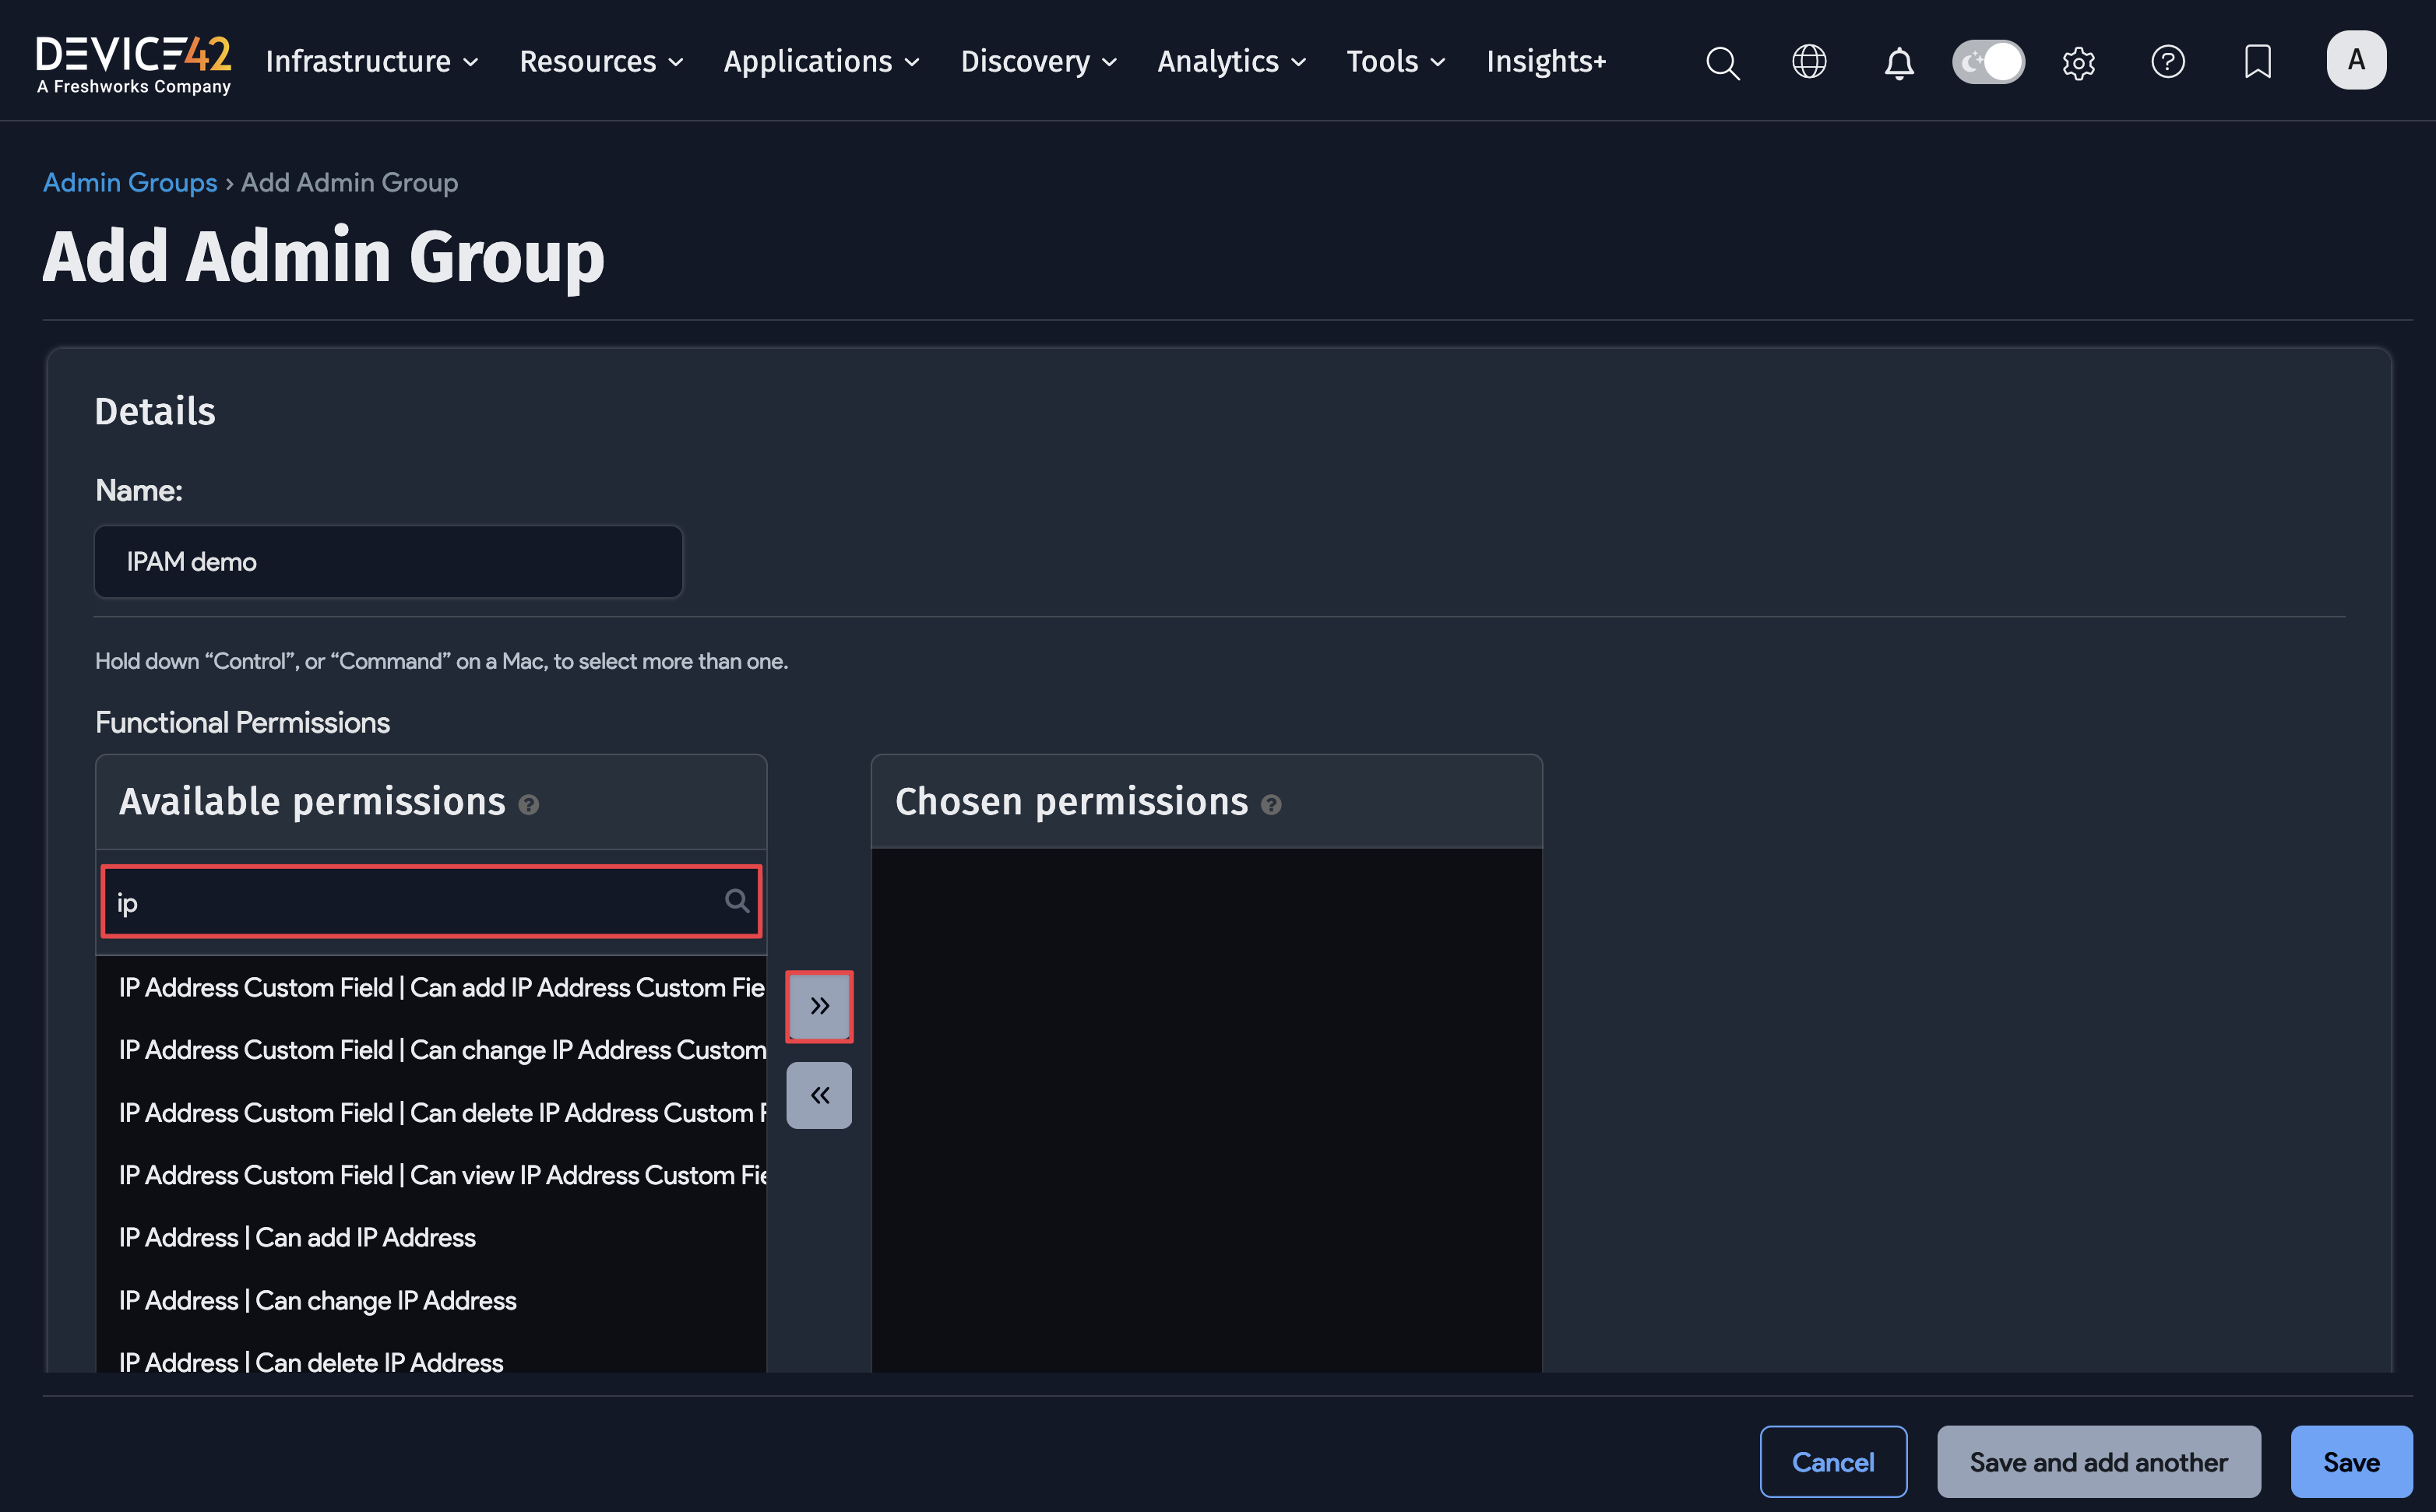 DEVICE42
A Freshworks Company
Infrastructure Resources Applications Discovery Analytics Tools Insights+
A
Admin Groups › Add Admin Group
Add Admin Group
Details
Name:
IPAM demo
Hold down “Control”, or “Command” on a Mac, to select more than one.
Functional Permissions
Available permissions ?
Chosen permissions ?
ip
IP Address Custom Field | Can add IP Address Custom Fie
IP Address Custom Field | Can change IP Address Custom
IP Address Custom Field | Can delete IP Address Custom F
IP Address Custom Field | Can view IP Address Custom Fie
IP Address | Can add IP Address
IP Address | Can change IP Address
IP Address | Can delete IP Address
Cancel Save and add another Save